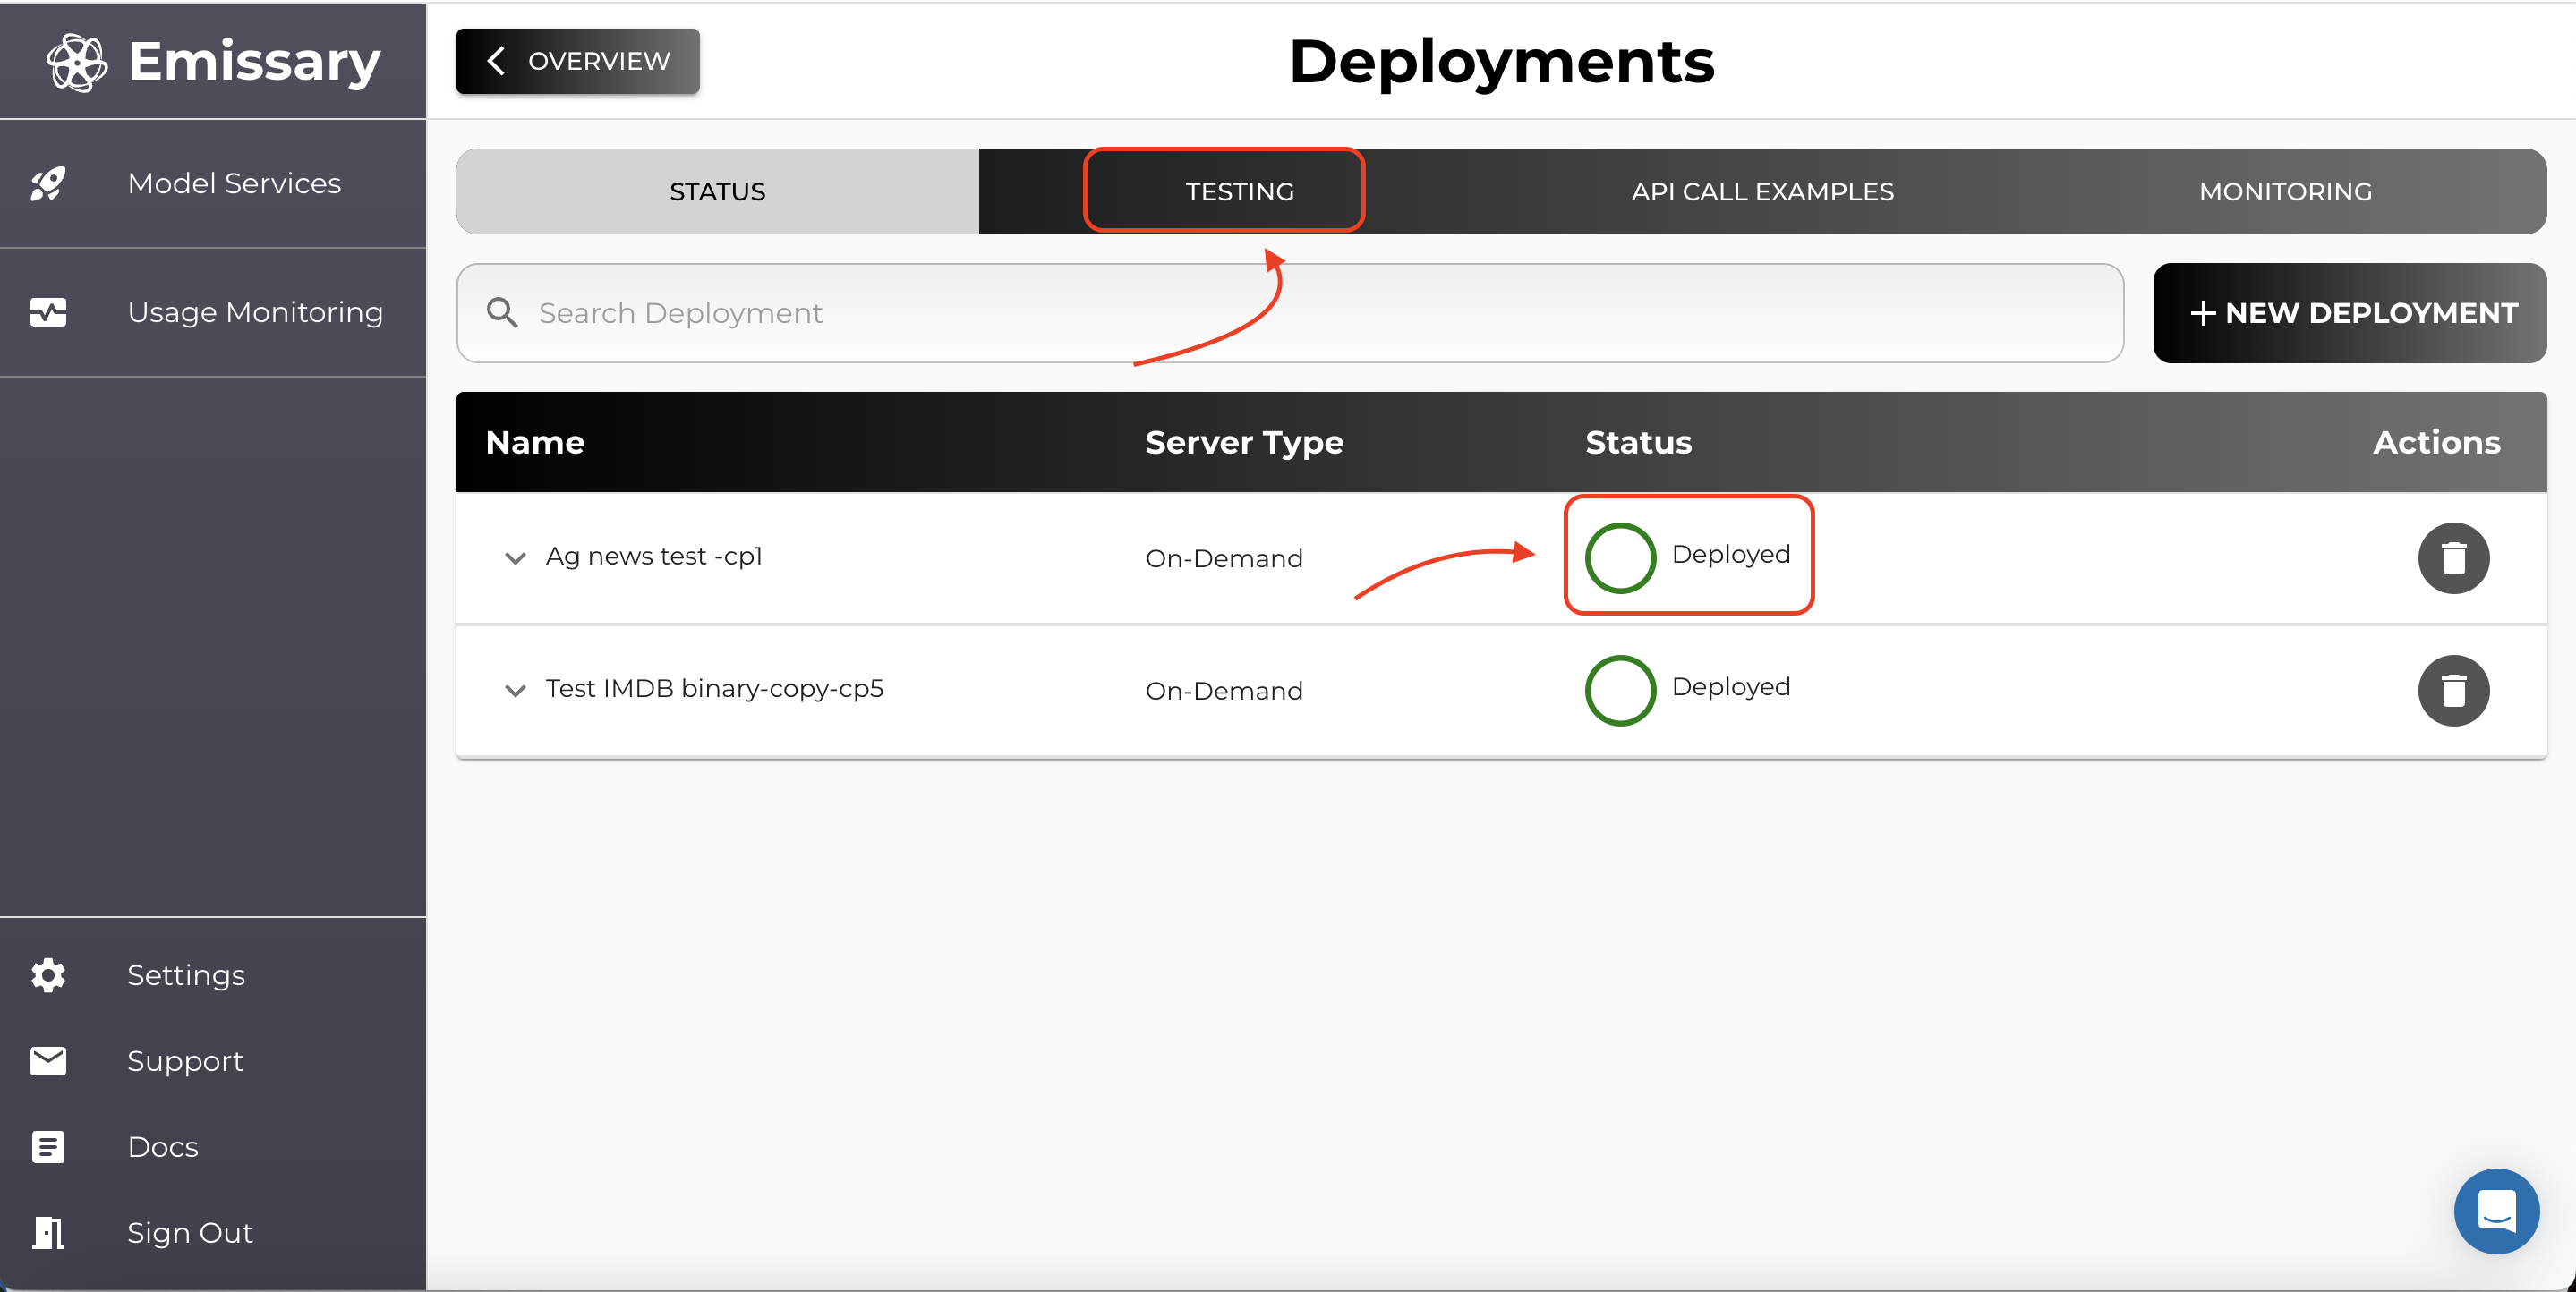 Emissary
OVERVIEW
Deployments
Model Services
Usage Monitoring
Settings
Support
Docs
Sign Out
STATUS
TESTING
API CALL EXAMPLES
MONITORING
Search Deployment
+ NEW DEPLOYMENT
Name Server Type Status Actions
Ag news test -cp1 On-Demand Deployed
Test IMDB binary-copy-cp5 On-Demand Deployed